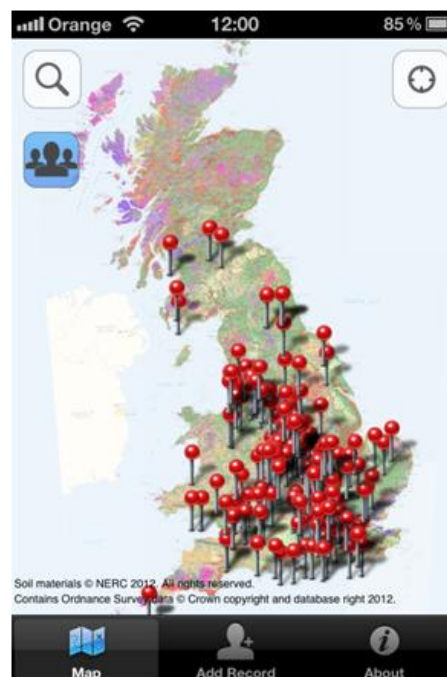 Orange 12:00 85%
Soil materials © NERC 2012. All rights reserved.
Contains Ordnance Survey data © Crown copyright and database right 2012.
Map Add Record About